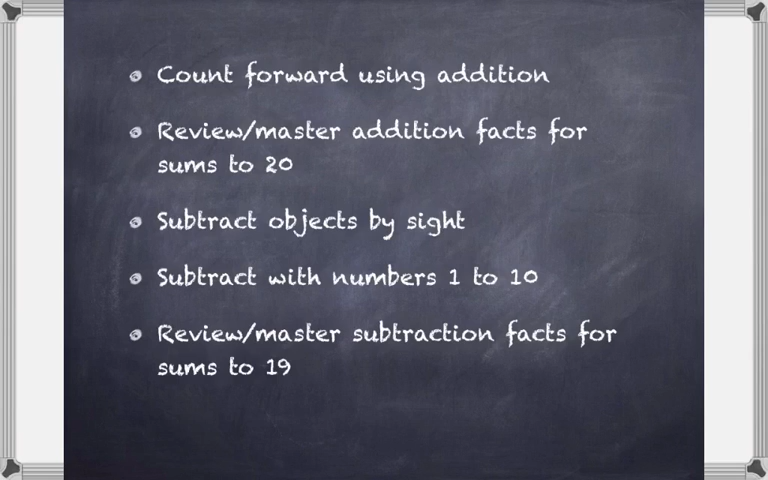 Count forward using addition
Review/master addition facts for
sums to 20
Subtract objects by sight
Subtract with numbers 1 to 10
Review/master subtraction facts for
sums to 19